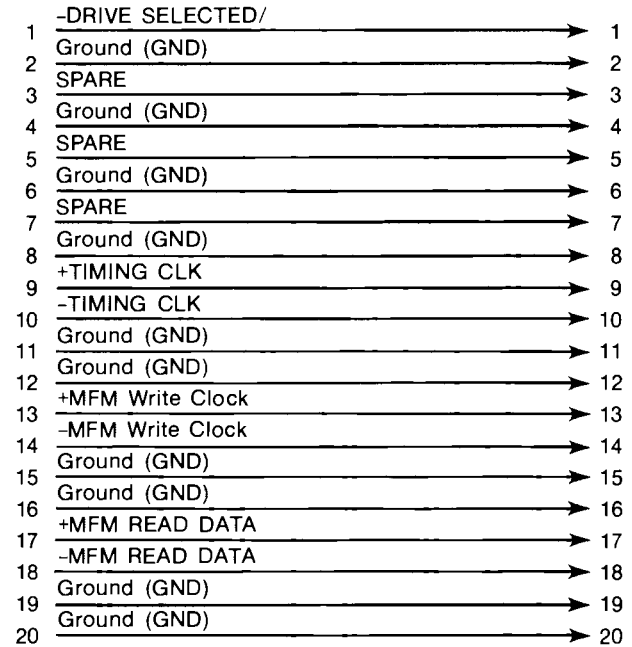 1 -DRIVE SELECTED/ 1
2 Ground (GND) 2
3 SPARE 3
4 Ground (GND) 4
5 SPARE 5
6 Ground (GND) 6
7 SPARE 7
8 Ground (GND) 8
9 +TIMING CLK 9
10 -TIMING CLK 10
11 Ground (GND) 11
12 Ground (GND) 12
13 +MFM Write Clock 13
14 -MFM Write Clock 14
15 Ground (GND) 15
16 Ground (GND) 16
17 +MFM READ DATA 17
18 -MFM READ DATA 18
19 Ground (GND) 19
20 Ground (GND) 20